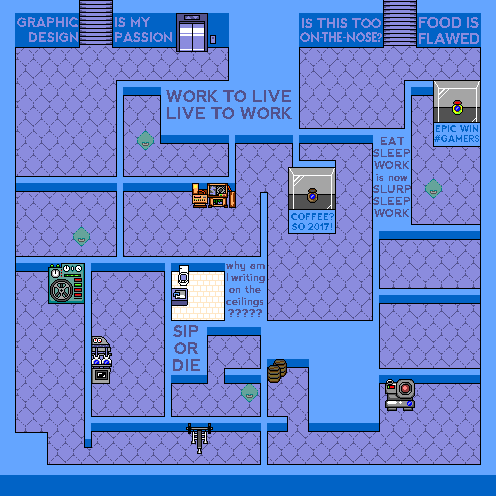 GRAPHIC
DESIGN
IS MY
PASSION
IS THIS TOO
ON-THE-NOSE?
FOOD IS
FLAWED
WORK TO LIVE
LIVE TO WORK
EPIC WIN
#GAMERS
EAT
SLEEP
WORK
is now
SLURP
SLEEP
WORK
COFFEE?
SO 2017!
why am
I writing
on the
ceilings
?????
SIP
OR
DIE